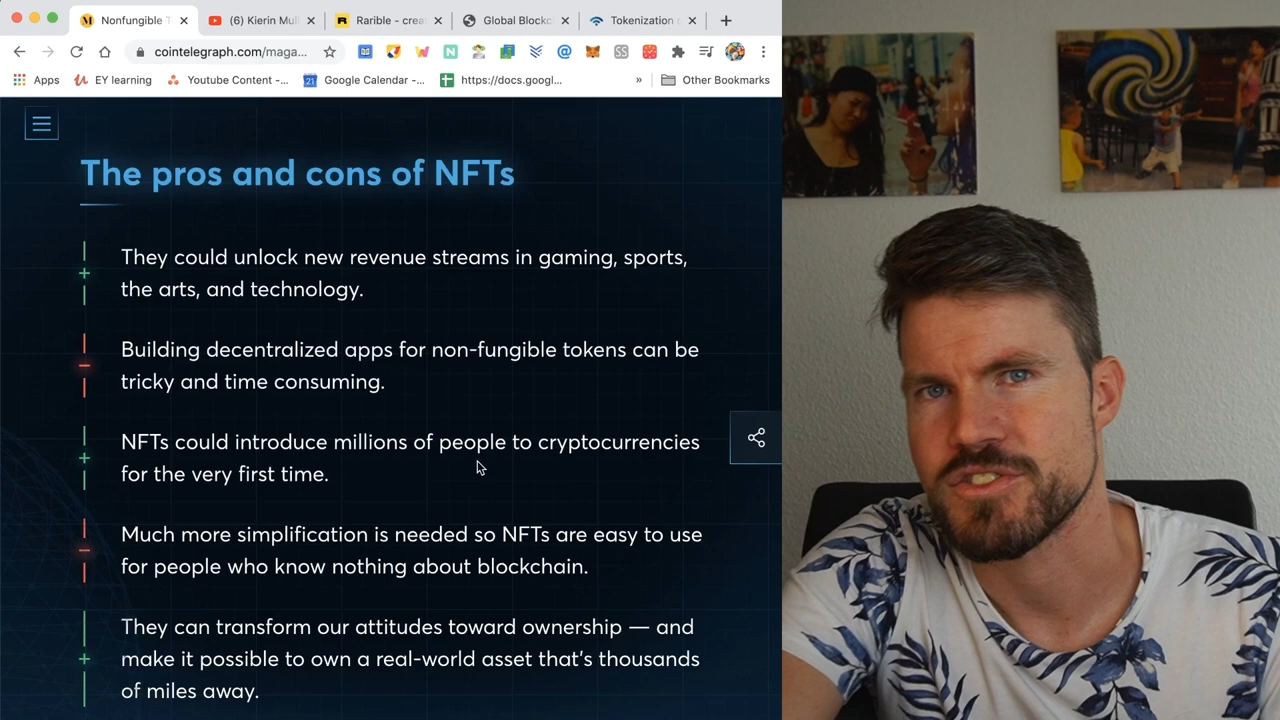 Nonfungible T
(6) Kierin Mul
Rarible - crea
Global Blockc
Tokenization o
cointelegraph.com/maga...
Apps
EY learning
Youtube Content -...
Google Calendar -...
https://docs.googl...
»
Other Bookmarks
The pros and cons of NFTs
+ They could unlock new revenue streams in gaming, sports,
the arts, and technology.
− Building decentralized apps for non-fungible tokens can be
tricky and time consuming.
+ NFTs could introduce millions of people to cryptocurrencies
for the very first time.
− Much more simplification is needed so NFTs are easy to use
for people who know nothing about blockchain.
+ They can transform our attitudes toward ownership — and
make it possible to own a real-world asset that's thousands
of miles away.